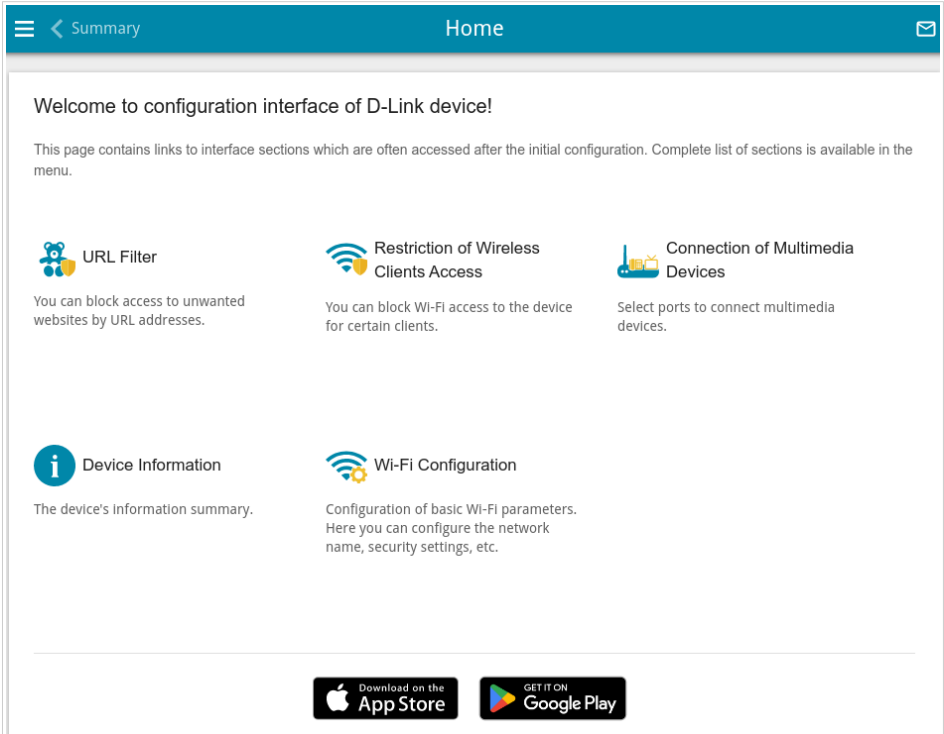 Summary
Home
Welcome to configuration interface of D-Link device!
This page contains links to interface sections which are often accessed after the initial configuration. Complete list of sections is available in the
menu.
URL Filter
You can block access to unwanted
websites by URL addresses.
Restriction of Wireless
Clients Access
You can block Wi-Fi access to the device
for certain clients.
Connection of Multimedia
Devices
Select ports to connect multimedia
devices.
i
Device Information
The device's information summary.
Wi-Fi Configuration
Configuration of basic Wi-Fi parameters.
Here you can configure the network
name, security settings, etc.
Download on the
App Store
GET IT ON
Google Play